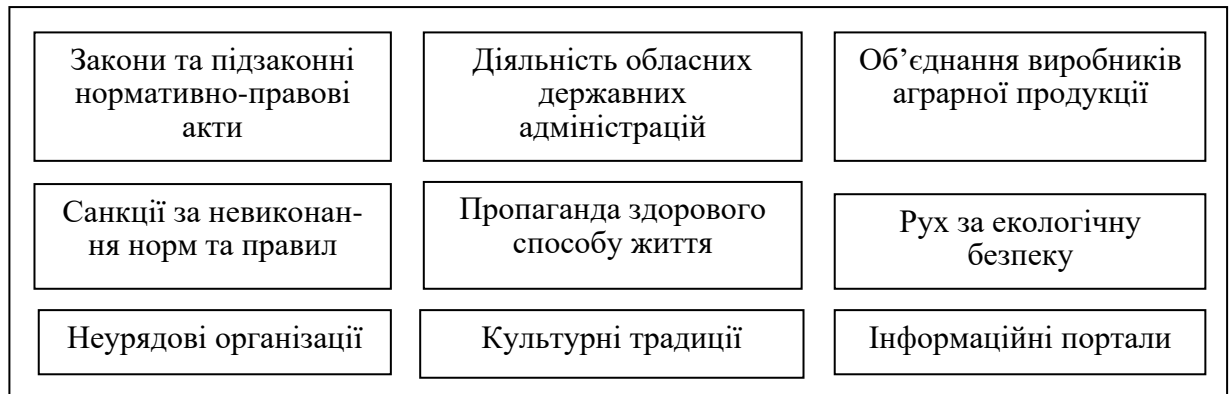 Закони та підзаконні
нормативно-правові
акти
Діяльність обласних
державних
адміністрацій
Об’єднання виробників
аграрної продукції
Санкції за невиконан-
ня норм та правил
Пропаганда здорового
способу життя
Рух за екологічну
безпеку
Неурядові організації
Культурні традиції
Інформаційні портали